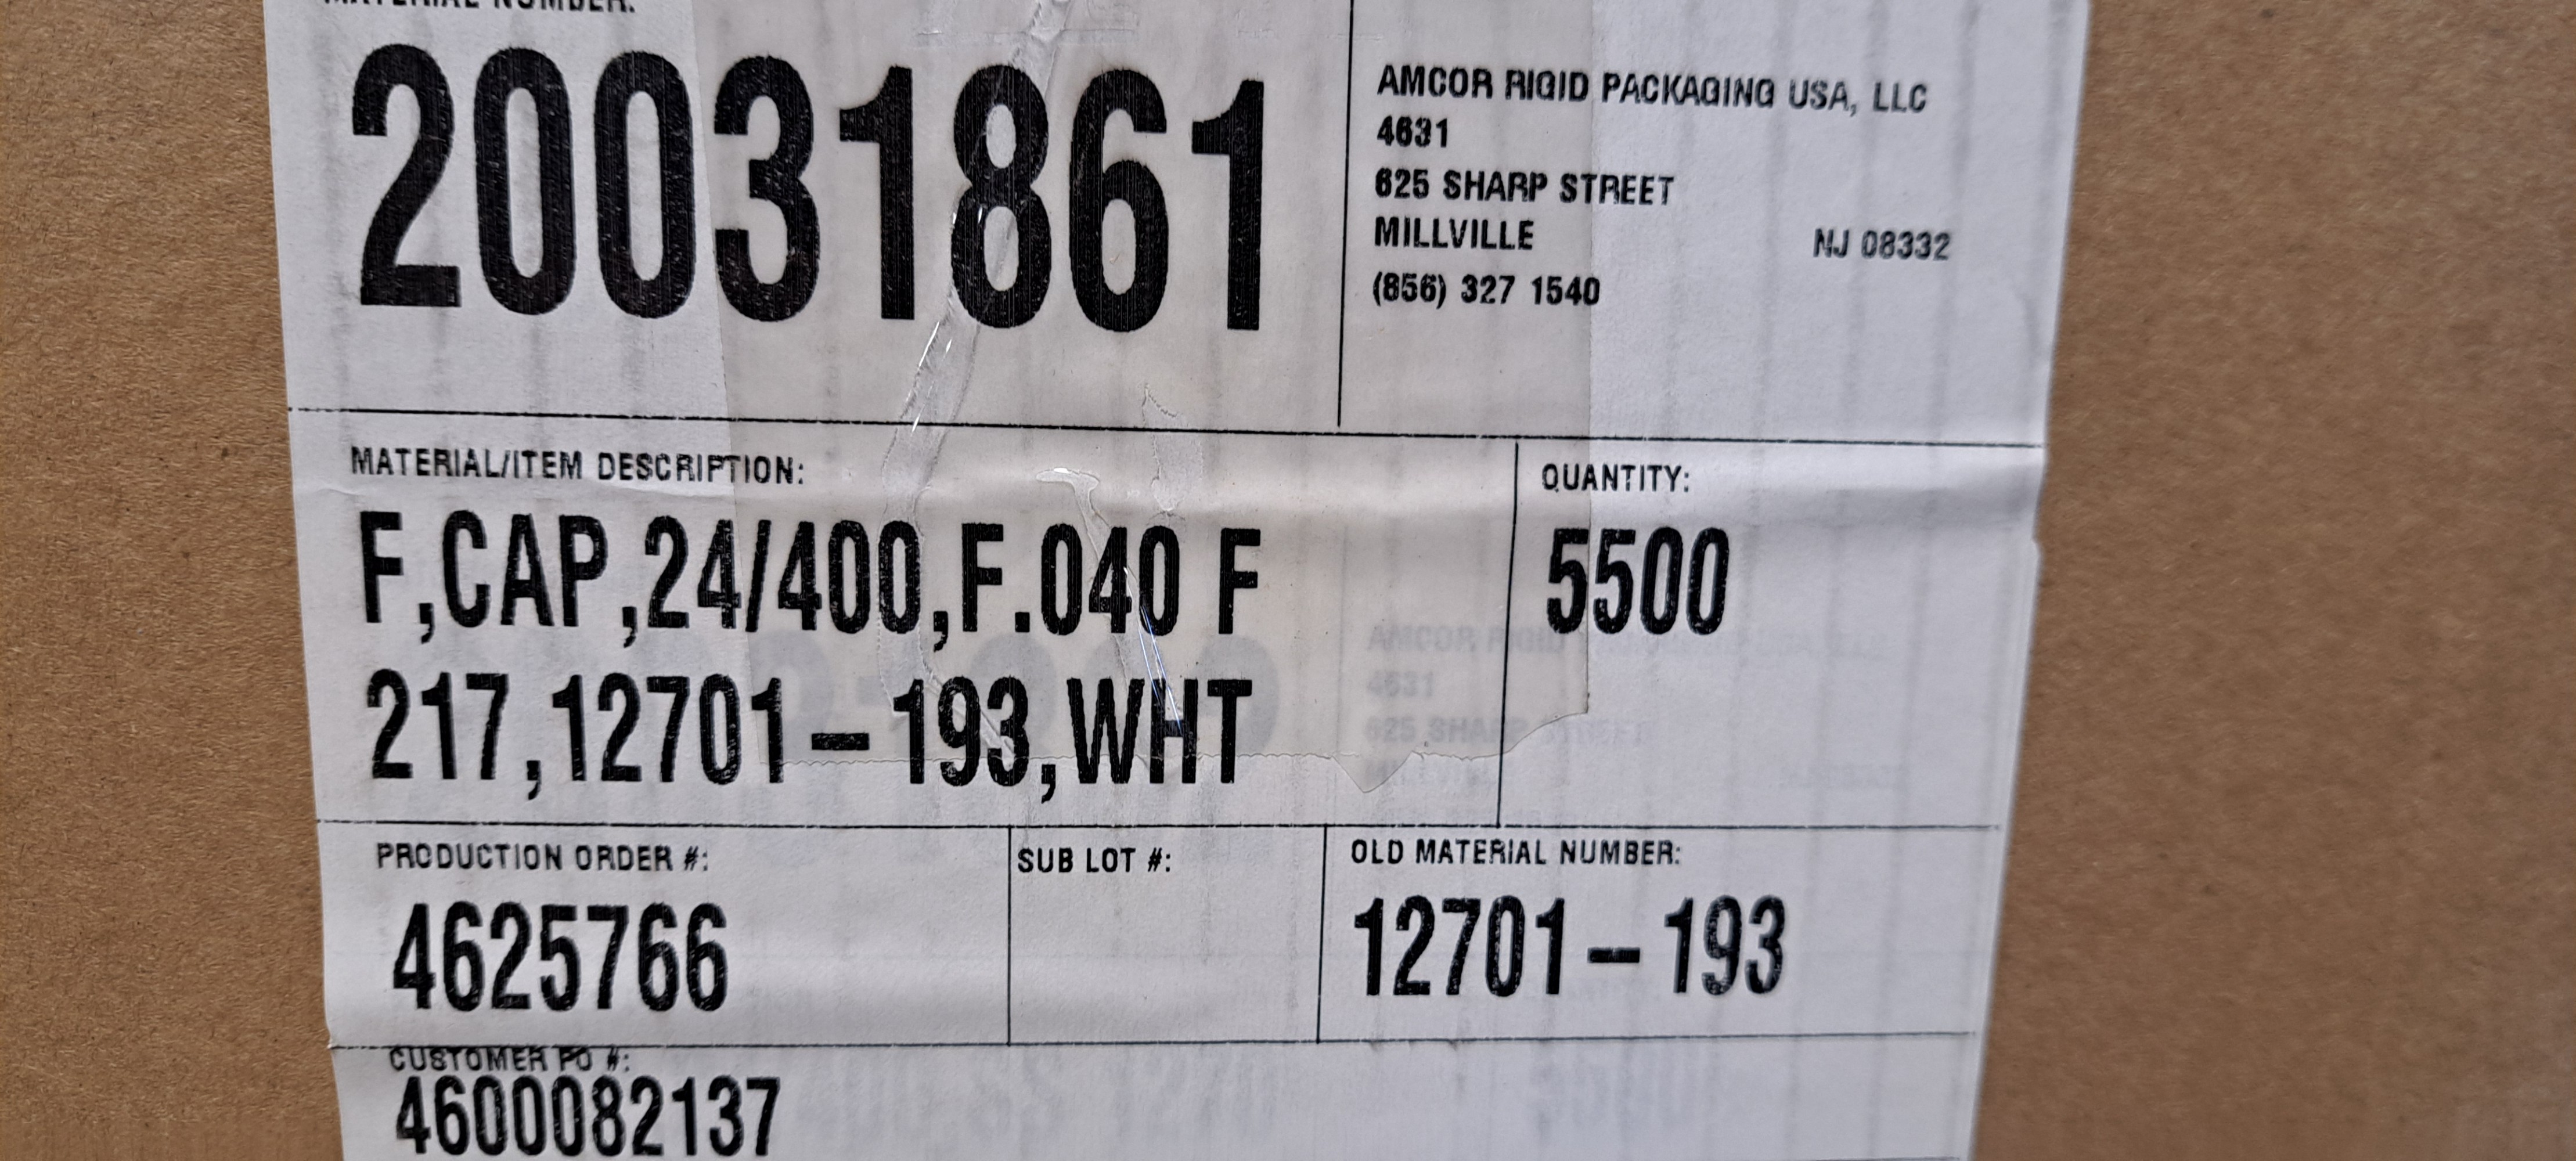 MATERIAL NUMBER:
20031861
AMCOR RIGID PACKAGING USA, LLC
4631
625 SHARP STREET
MILLVILLE NJ 08332
(856) 327 1540
MATERIAL/ITEM DESCRIPTION:
F,CAP,24/400,F.040 F
217,12701-193,WHT
QUANTITY:
5500
PRODUCTION ORDER #:
4625766
SUB LOT #:
OLD MATERIAL NUMBER:
12701-193
CUSTOMER PO #:
4600082137